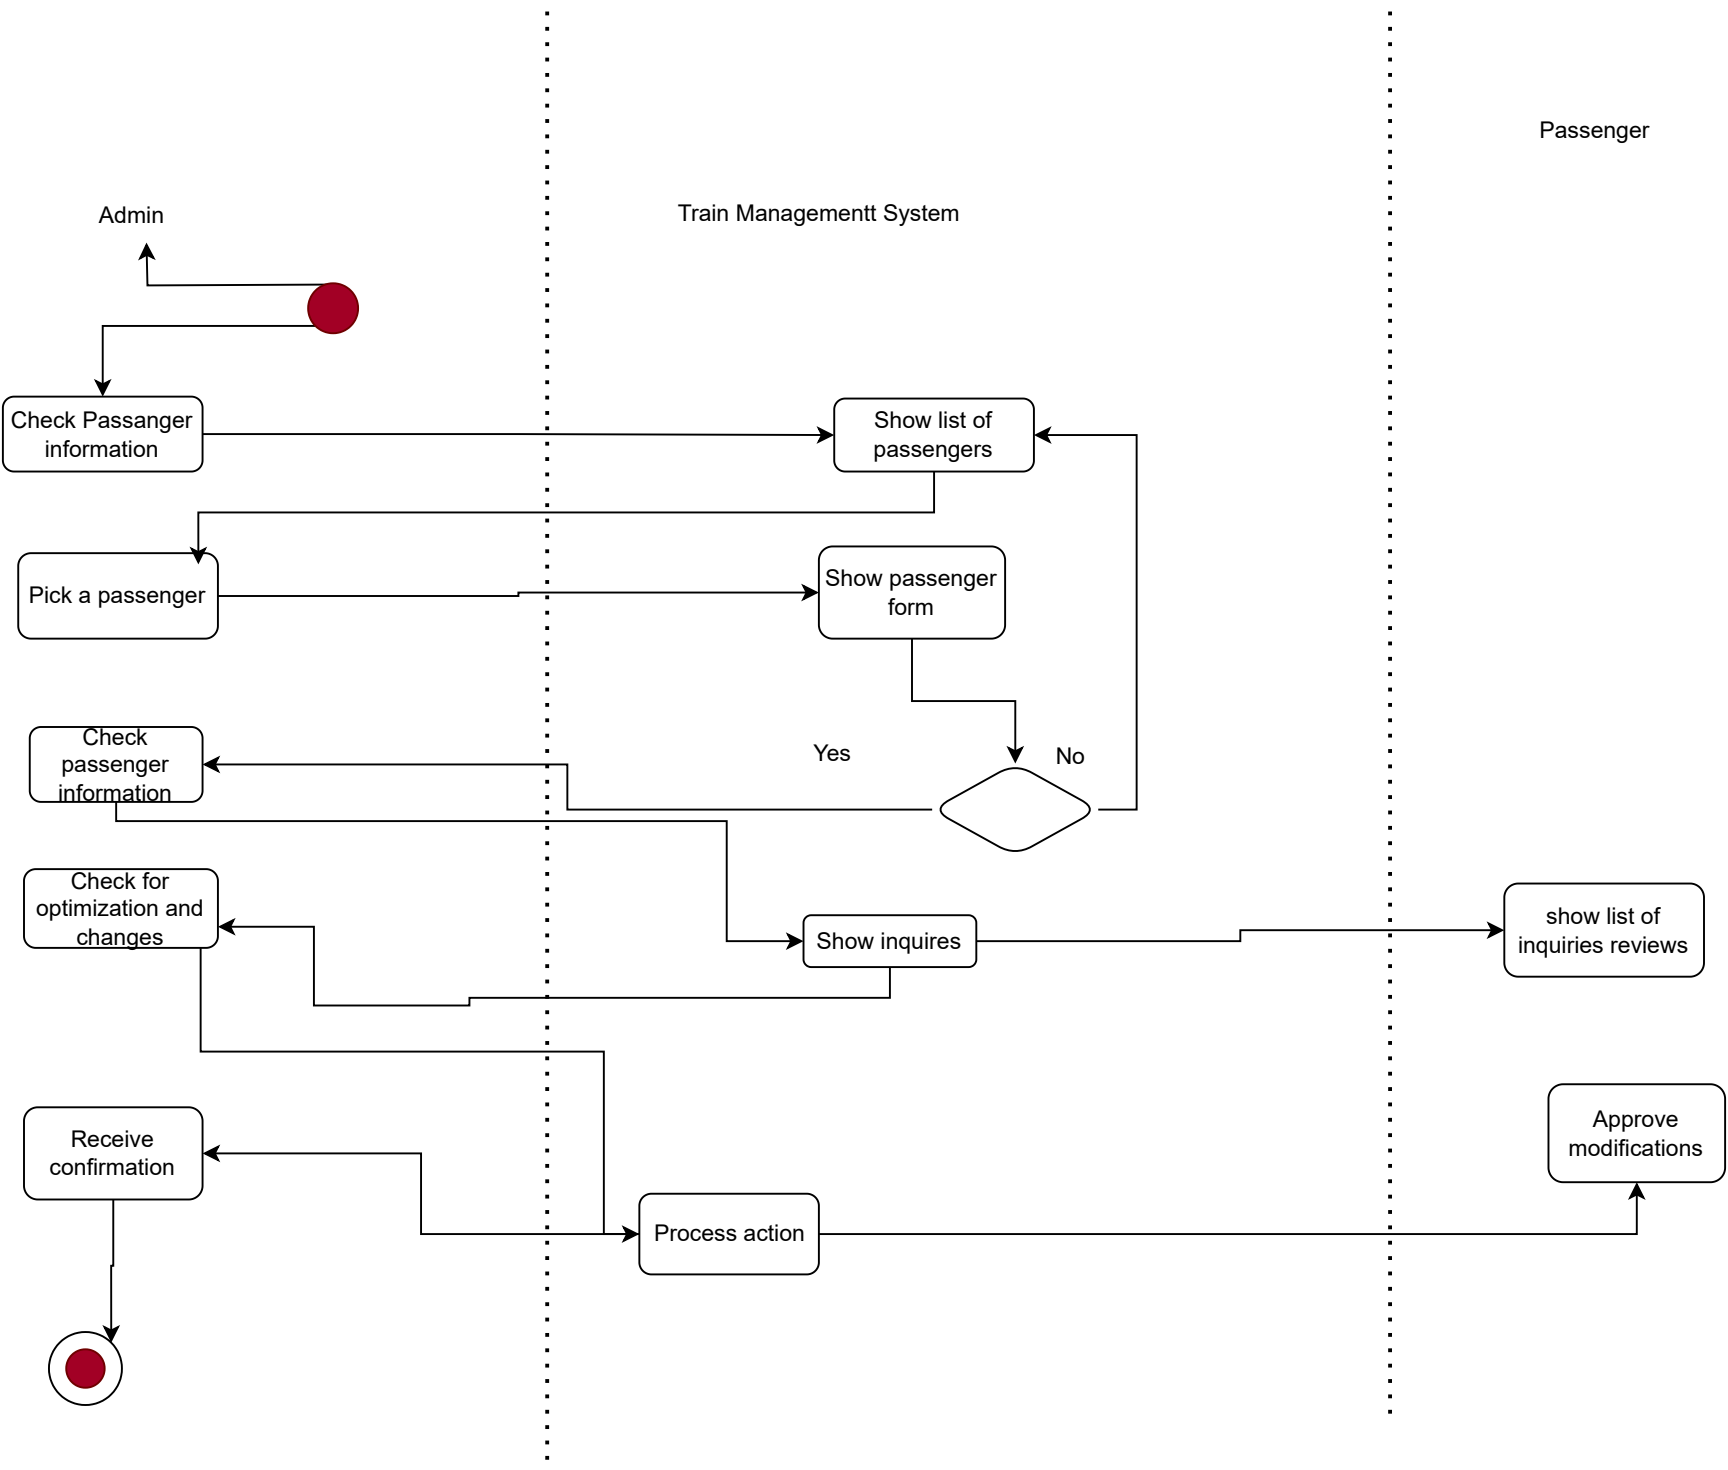 Passenger
Admin
Train Managementt System
Check Passanger
information
Show list of
passengers
Pick a passenger
Show passenger
form
Check
passenger
information
Yes
No
Check for
optimization and
changes
Show inquires
show list of
inquiries reviews
Receive
confirmation
Process action
Approve
modifications